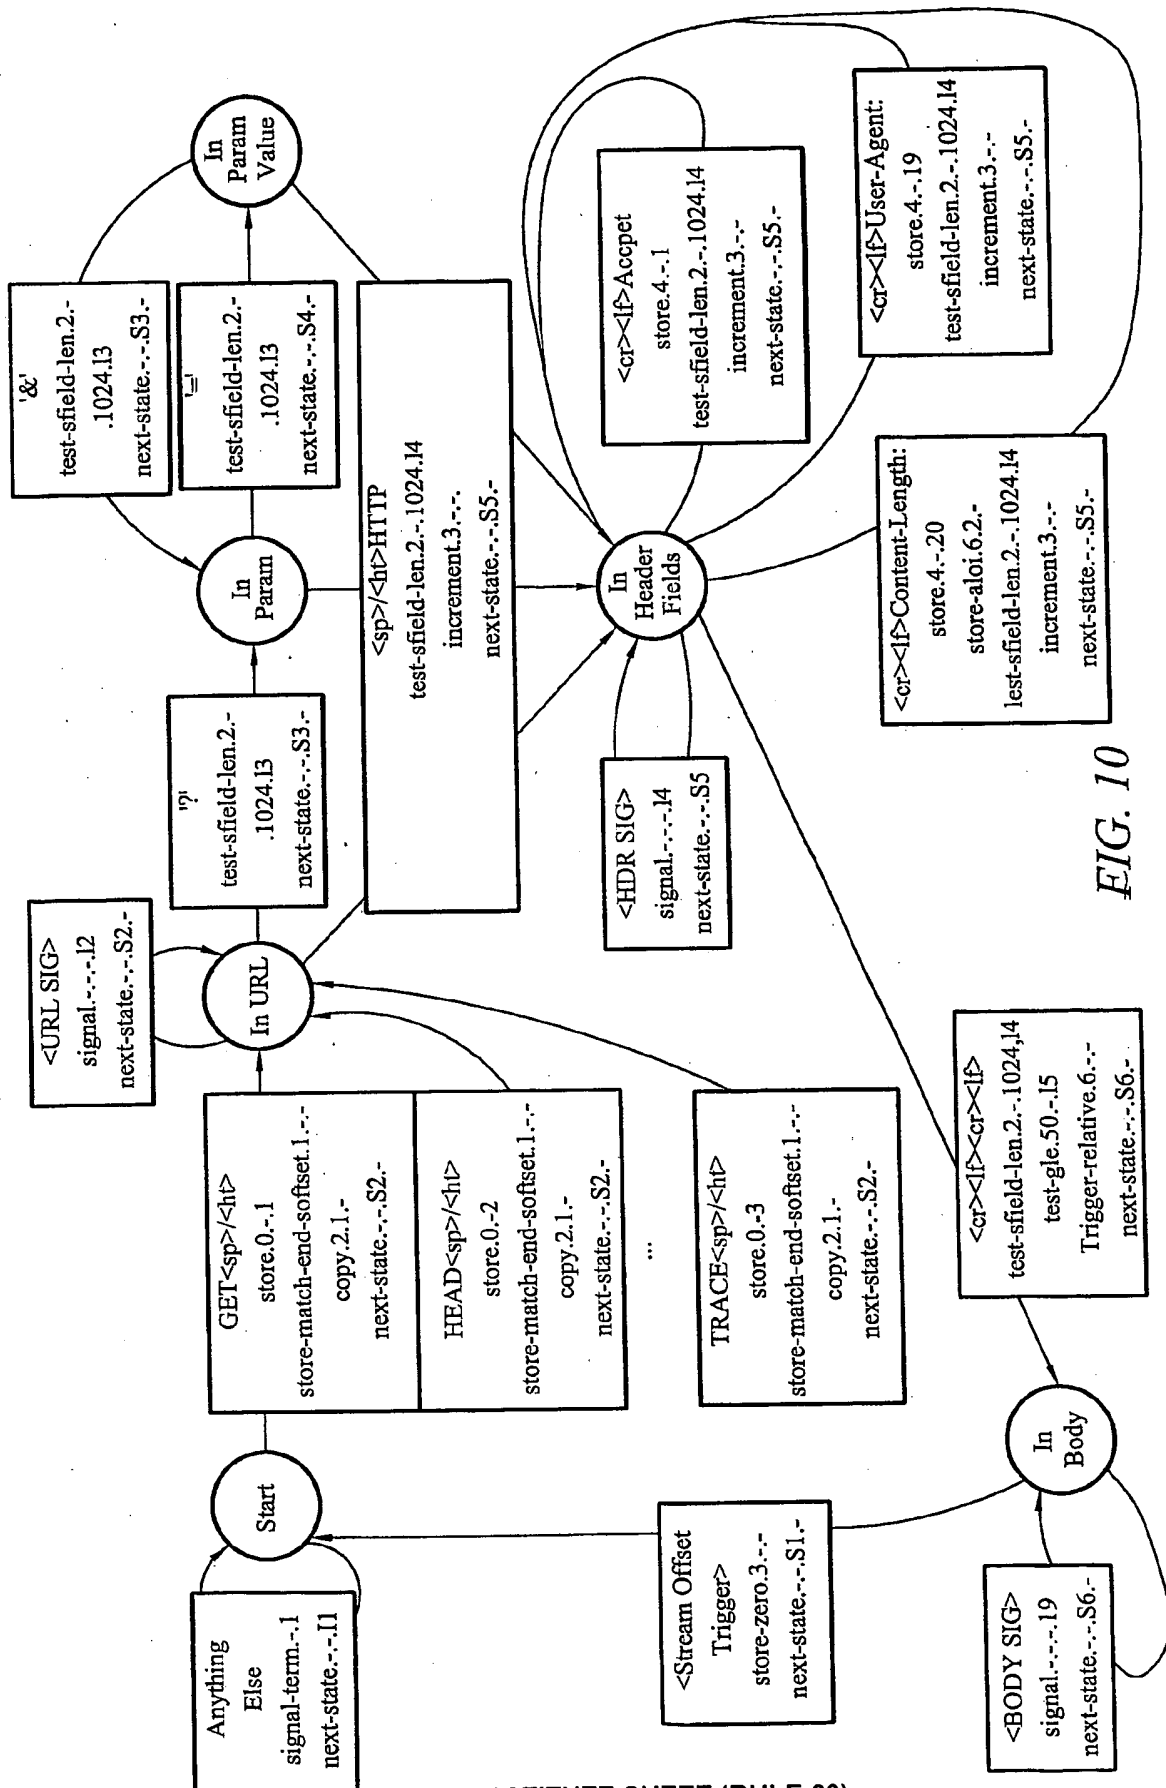 Anything
Else
signal-term.-.1
next-state.-.-.I1
Start
GET<sp>/<ht>
store.0.-.1
store-match-end-soffset.1.-.-
copy.2.1.-
next-state.-.-.S2.-
HEAD<sp>/<ht>
store.0.-2
store-match-end-softset.1.-.-
copy.2.1.-
next-state.-.-.S2.-
...
TRACE<sp>/<ht>
store.0.-3
store-match-end-softset.1.-.-
copy.2.1.-
next-state.-.-.S2.-
<URL SIG>
signal.-.-.-.12
next-state.-.-.S2.-
In URL
'?'
test-sfield-len.2.-
.1024.13
next-state.-.-.S3.-
In
Param
'&'
test-sfield-len.2.-
.1024.13
next-state.-.-.S3.-
'='
test-sfield-len.2.-
.1024.13
next-state.-.-.S4.-
In
Param
Value
<sp>/<ht>HTTP
test-sfield-len.2.-.1024.14
increment.3.-.-.
next-state.-.-.S5.-
In
Header
Fields
<HDR SIG>
signal.-.-.-.14
next-state.-.-.S5
<cr><lf>Accpet
store.4.-.1
test-sfield-len.2.-.1024.14
increment.3.-.-
next-state.-.-.S5.-
<cr><lf>User-Agent:
store.4.-.19
test-sfield-len.2.-.1024.14
increment.3.-.-
next-state.-.-.S5.-
<cr><lf>Content-Length:
store.4.-.20
store-aloi.6.2.-
lest-sfield-len.2.-.1024.14
increment.3.-.-
next-state.-.-.S5.-
<Stream Offset
Trigger>
store-zero.3.-.-
next-state.-.-.S1.-
<BODY SIG>
signal.-.-.-.19
next-state.-.-.S6.-
In
Body
<cr><lf><cr><lf>
test-sfield-len.2.-.1024,14
test-gle.50.-.15
Trigger-relative.6.-.-
next-state.-.-.S6.-
FIG. 10